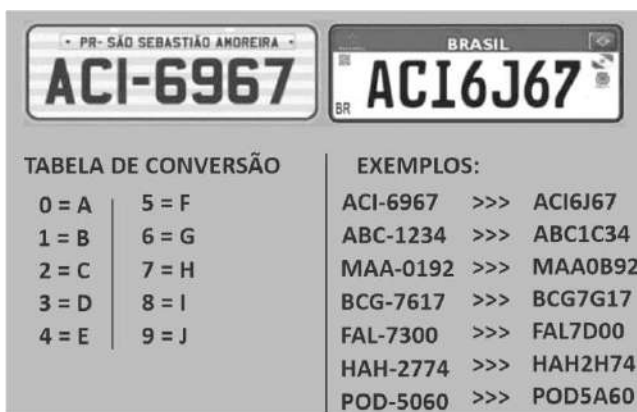 • PR- SÃO SEBASTIÃO AMOREIRA •
ACI-6967
BRASIL
ACI6J67
BR
TABELA DE CONVERSÃO
0 = A
1 = B
2 = C
3 = D
4 = E
5 = F
6 = G
7 = H
8 = I
9 = J
EXEMPLOS:
ACI-6967 >>> ACI6J67
ABC-1234 >>> ABC1C34
MAA-0192 >>> MAA0B92
BCG-7617 >>> BCG7G17
FAL-7300 >>> FAL7D00
HAH-2774 >>> HAH2H74
POD-5060 >>> POD5A60